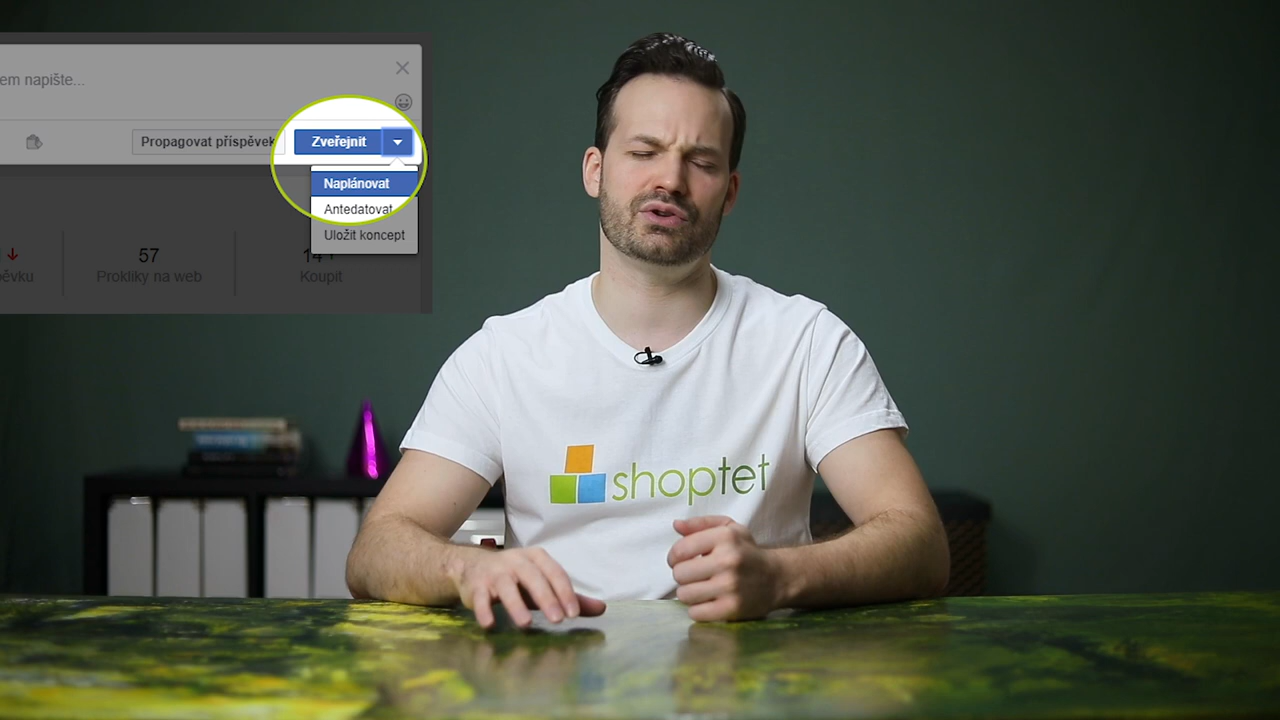 em napište...
Propagovat příspěvek
Zveřejnit
Naplánovat
Antedatovat
Uložit koncept
57
Prokliky na web
Koupit
shoptet